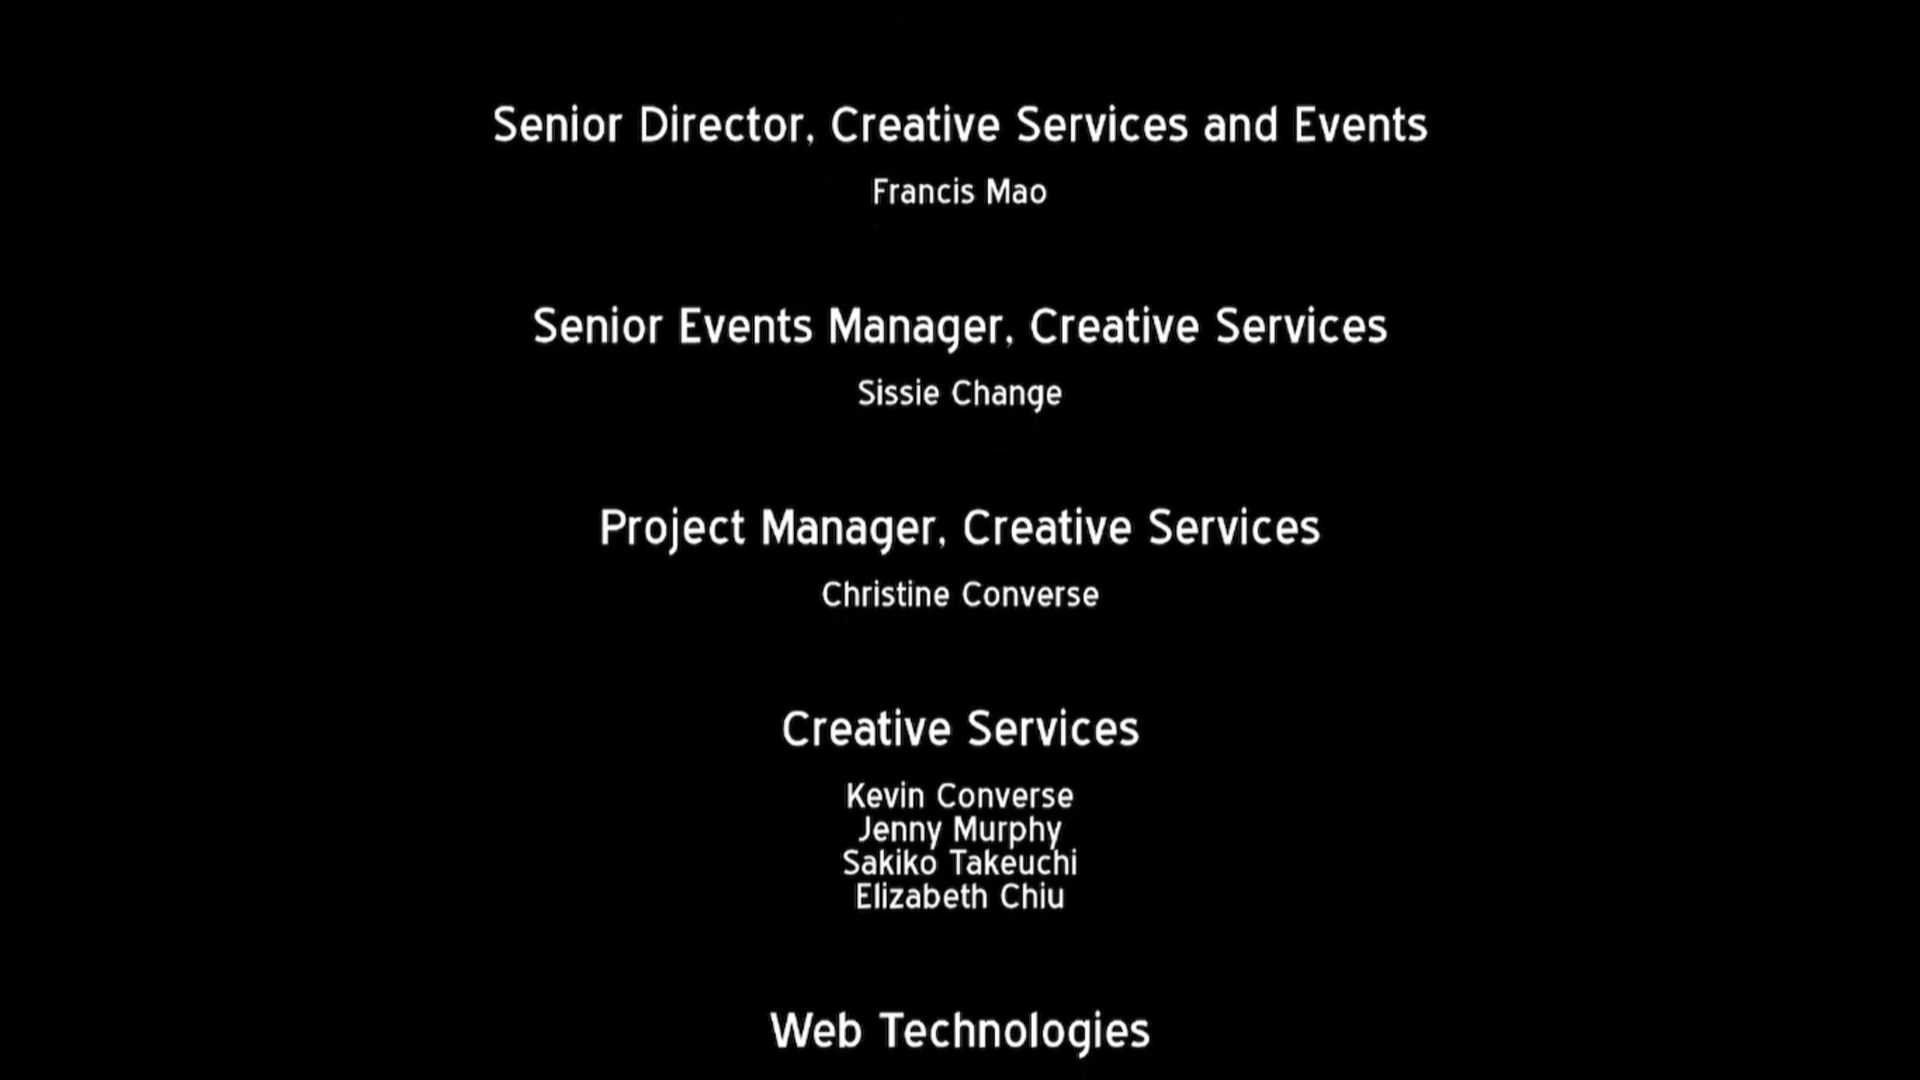 Senior Director, Creative Services and Events
Francis Mao
Senior Events Manager, Creative Services
Sissie Change
Project Manager, Creative Services
Christine Converse
Creative Services
Kevin Converse
Jenny Murphy
Sakiko Takeuchi
Elizabeth Chiu
Web Technologies